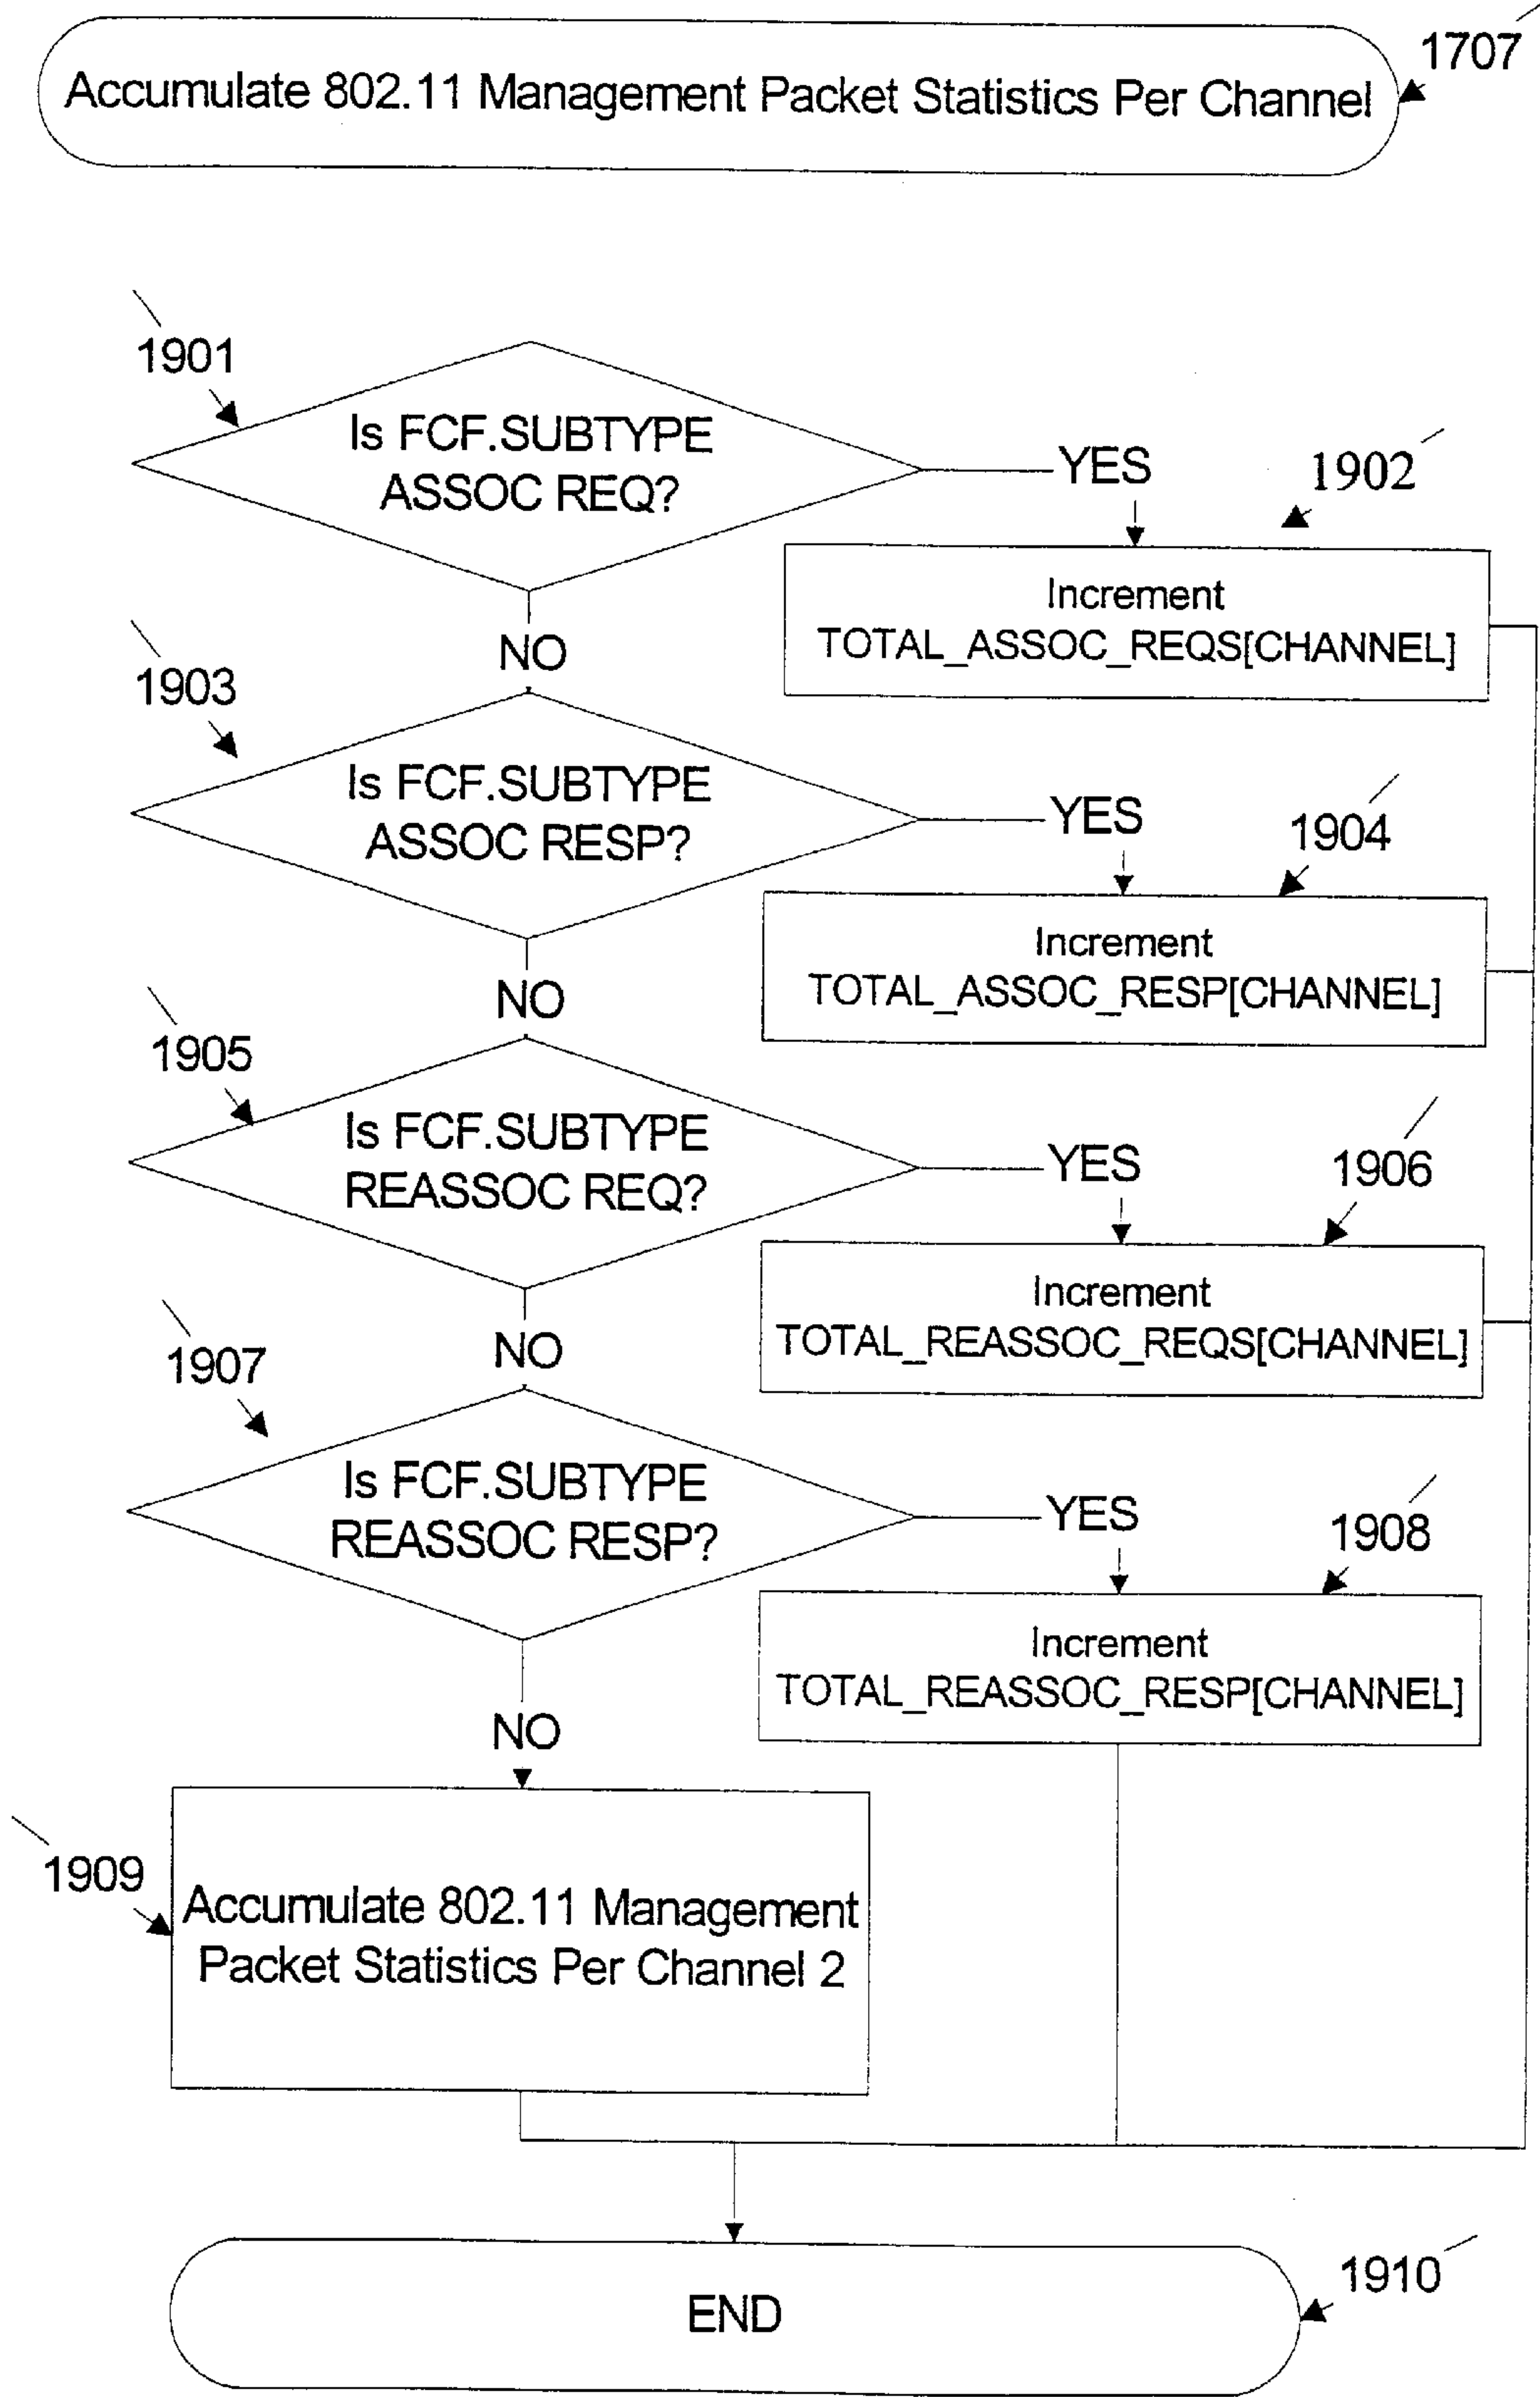 1707
Accumulate 802.11 Management Packet Statistics Per Channel
1901
Is FCF.SUBTYPE
ASSOC REQ?
YES
1902
Increment
TOTAL_ASSOC_REQS[CHANNEL]
NO
1903
Is FCF.SUBTYPE
ASSOC RESP?
YES
1904
Increment
TOTAL_ASSOC_RESP[CHANNEL]
NO
1905
Is FCF.SUBTYPE
REASSOC REQ?
YES
1906
Increment
TOTAL_REASSOC_REQS[CHANNEL]
NO
1907
Is FCF.SUBTYPE
REASSOC RESP?
YES
1908
Increment
TOTAL_REASSOC_RESP[CHANNEL]
NO
1909
Accumulate 802.11 Management
Packet Statistics Per Channel 2
1910
END